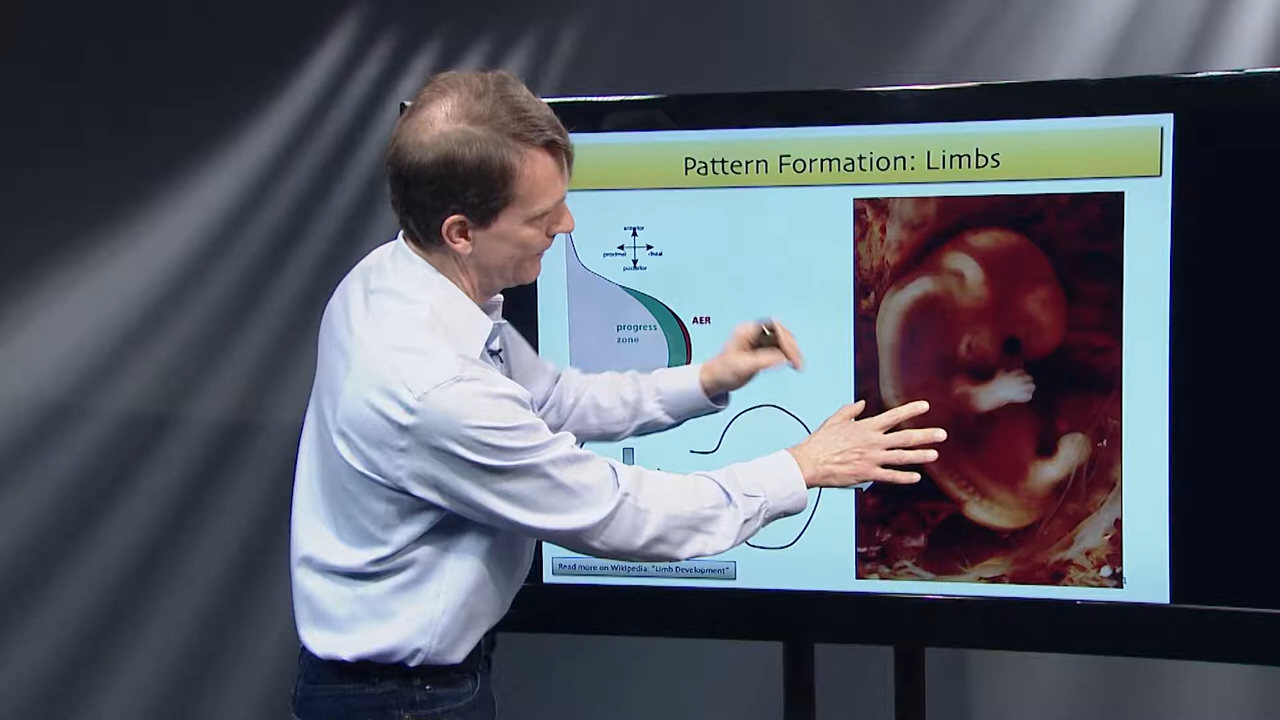 Pattern Formation: Limbs
anterior
proximal distal
posterior
progress
zone
AER
Read more on Wikipedia: "Limb Development"